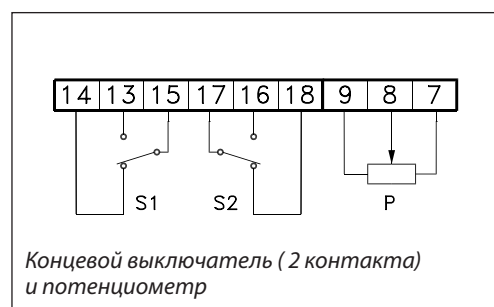 14 13 15 17 16 18 9 8 7
S1 S2 P
Концевой выключатель ( 2 контакта)
и потенциометр